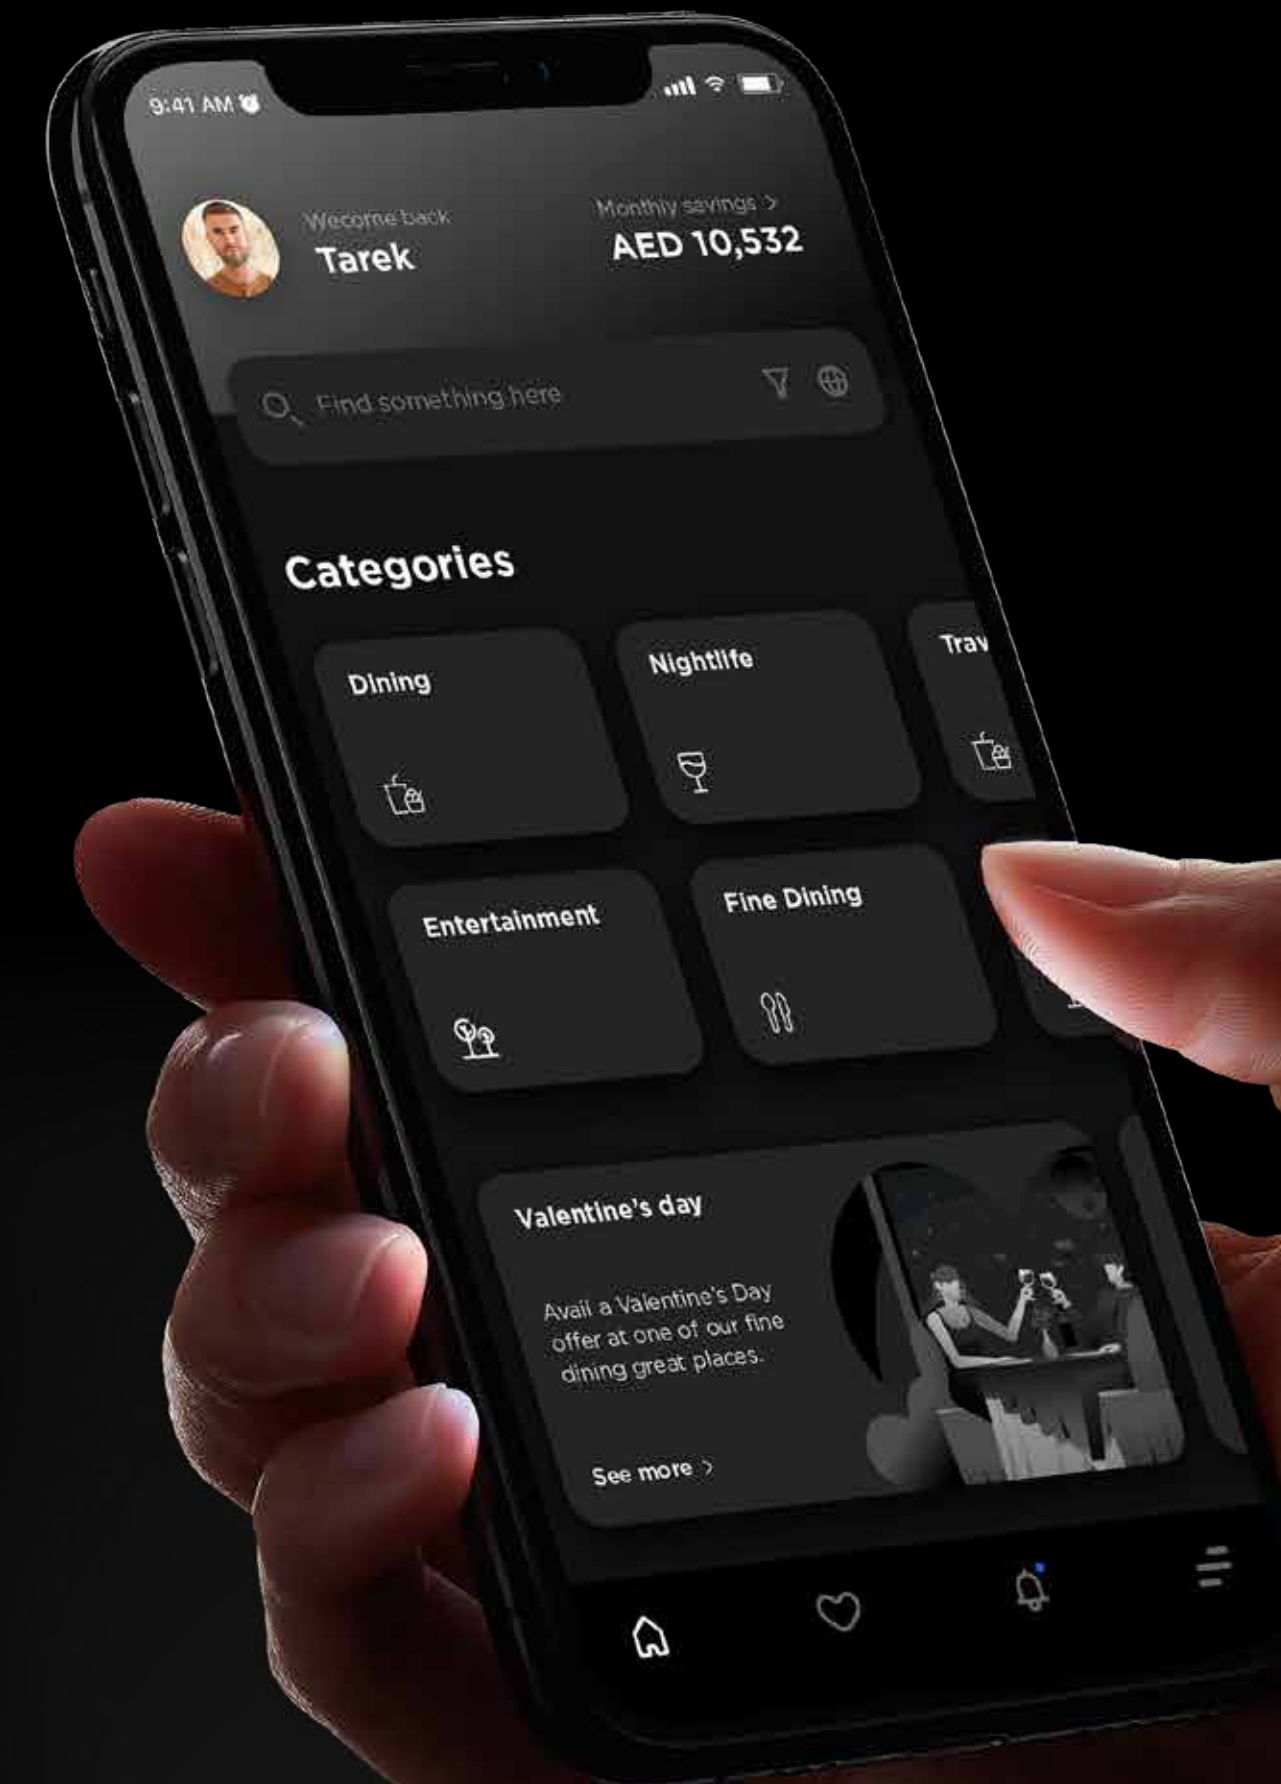 9:41 AM
Wecome back
Tarek
Monthly savings >
AED 10,532
Find something here
Categories
Dining
Nightlife
Trav
Entertainment
Fine Dining
Valentine's day
Avail a Valentine's Day
offer at one of our fine
dining great places.
See more >